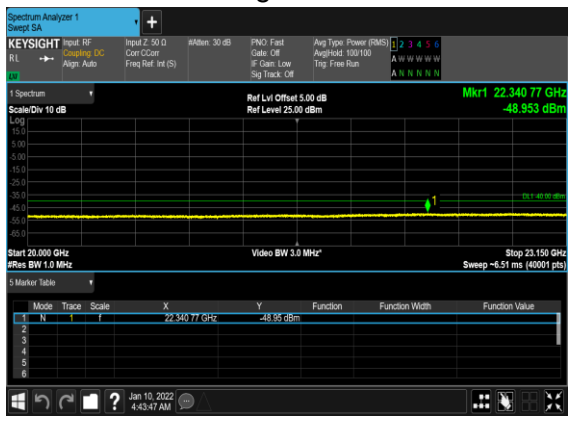 Spectrum Analyzer 1
Swept SA
+
KEYSIGHT Input: RF Input Z: 50 Ω #Atten: 30 dB PNO: Fast Avg Type: Power (RMS) 1 2 3 4 5 6
RL Coupling: DC Corr CCorr Gate: Off Avg|Hold: 100/100 A W W W W W
Align: Auto Freq Ref: Int (S) IF Gain: Low Trig: Free Run
LU Sig Track: Off A N N N N N
1 Spectrum Ref Lvl Offset 5.00 dB Mkr1 22.340 77 GHz
Scale/Div 10 dB Ref Level 25.00 dBm -48.953 dBm
Log
15.0
5.00
-5.00
-15.0
-25.0
-35.0 DL1 -40.00 dBm
-45.0 1
-55.0
-65.0
Start 20.000 GHz Video BW 3.0 MHz* Stop 23.150 GHz
#Res BW 1.0 MHz Sweep ~6.51 ms (40001 pts)
5 Marker Table
Mode Trace Scale X Y Function Function Width Function Value
1 N 1 f 22.340 77 GHz -48.95 dBm
2
3
4
5
6
? Jan 10, 2022
4:43:47 AM